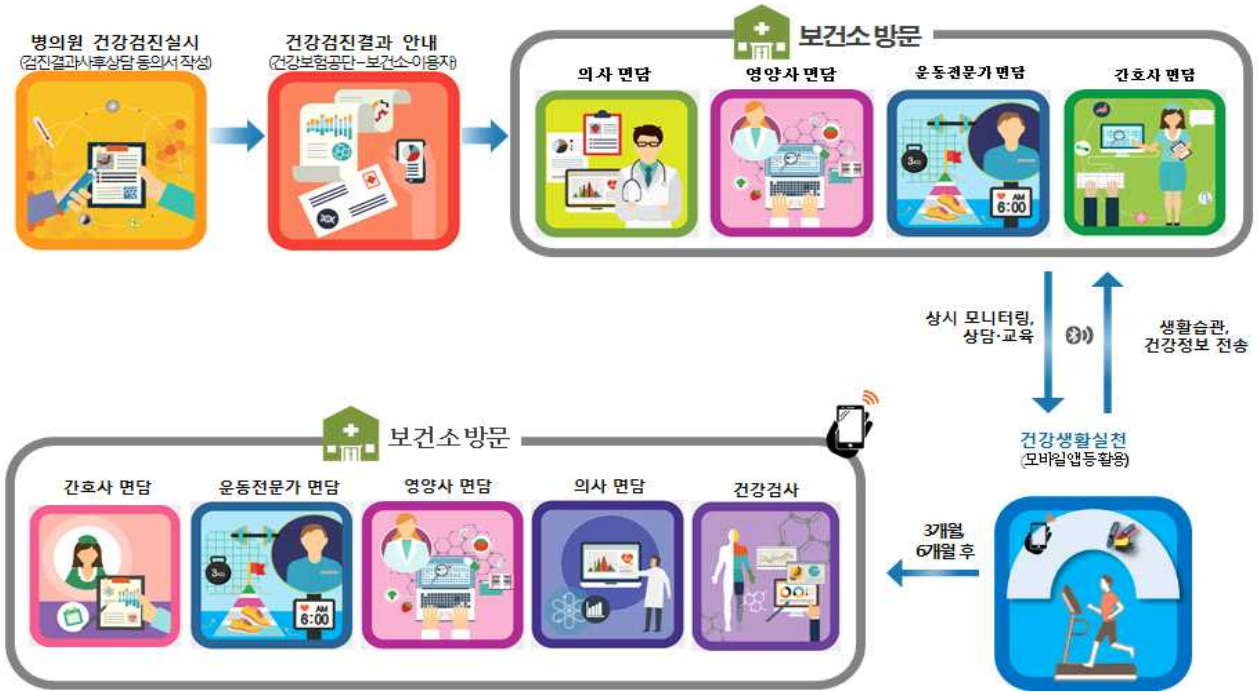 병의원 건강검진실시
(검진결과사후상담 동의서 작성)
건강검진결과 안내
(건강보험공단-보건소-이용자)
보건소 방문
의사 면담
영양사 면담
운동전문가 면담
간호사 면담
3KG
AM
6:00
상시 모니터링,
상담·교육
생활습관,
건강정보 전송
건강생활실천
(모바일앱등활용)
3개월,
6개월 후
보건소 방문
간호사 면담
운동전문가 면담
영양사 면담
의사 면담
건강검사
3KG
AM
6:00